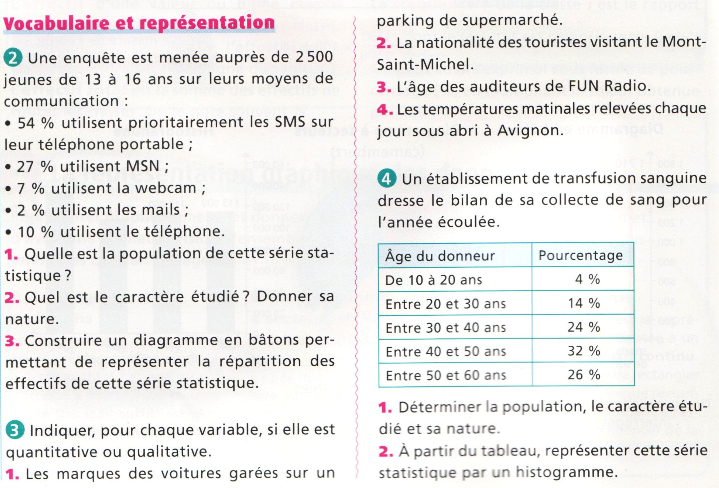 Vocabulaire et représentation
2 Une enquête est menée auprès de 2 500
jeunes de 13 à 16 ans sur leurs moyens de
communication :
• 54 % utilisent prioritairement les SMS sur
leur téléphone portable ;
• 27 % utilisent MSN ;
• 7 % utilisent la webcam ;
• 2 % utilisent les mails ;
• 10 % utilisent le téléphone.
1. Quelle est la population de cette série sta-
tistique ?
2. Quel est le caractère étudié ? Donner sa
nature.
3. Construire un diagramme en bâtons per-
mettant de représenter la répartition des
effectifs de cette série statistique.
3 Indiquer, pour chaque variable, si elle est
quantitative ou qualitative.
1. Les marques des voitures garées sur un
parking de supermarché.
2. La nationalité des touristes visitant le Mont-
Saint-Michel.
3. L'âge des auditeurs de FUN Radio.
4. Les températures matinales relevées chaque
jour sous abri à Avignon.
4 Un établissement de transfusion sanguine
dresse le bilan de sa collecte de sang pour
l'année écoulée.
Âge du donneur Pourcentage
De 10 à 20 ans 4 %
Entre 20 et 30 ans 14 %
Entre 30 et 40 ans 24 %
Entre 40 et 50 ans 32 %
Entre 50 et 60 ans 26 %
1. Déterminer la population, le caractère étu-
dié et sa nature.
2. À partir du tableau, représenter cette série
statistique par un histogramme.